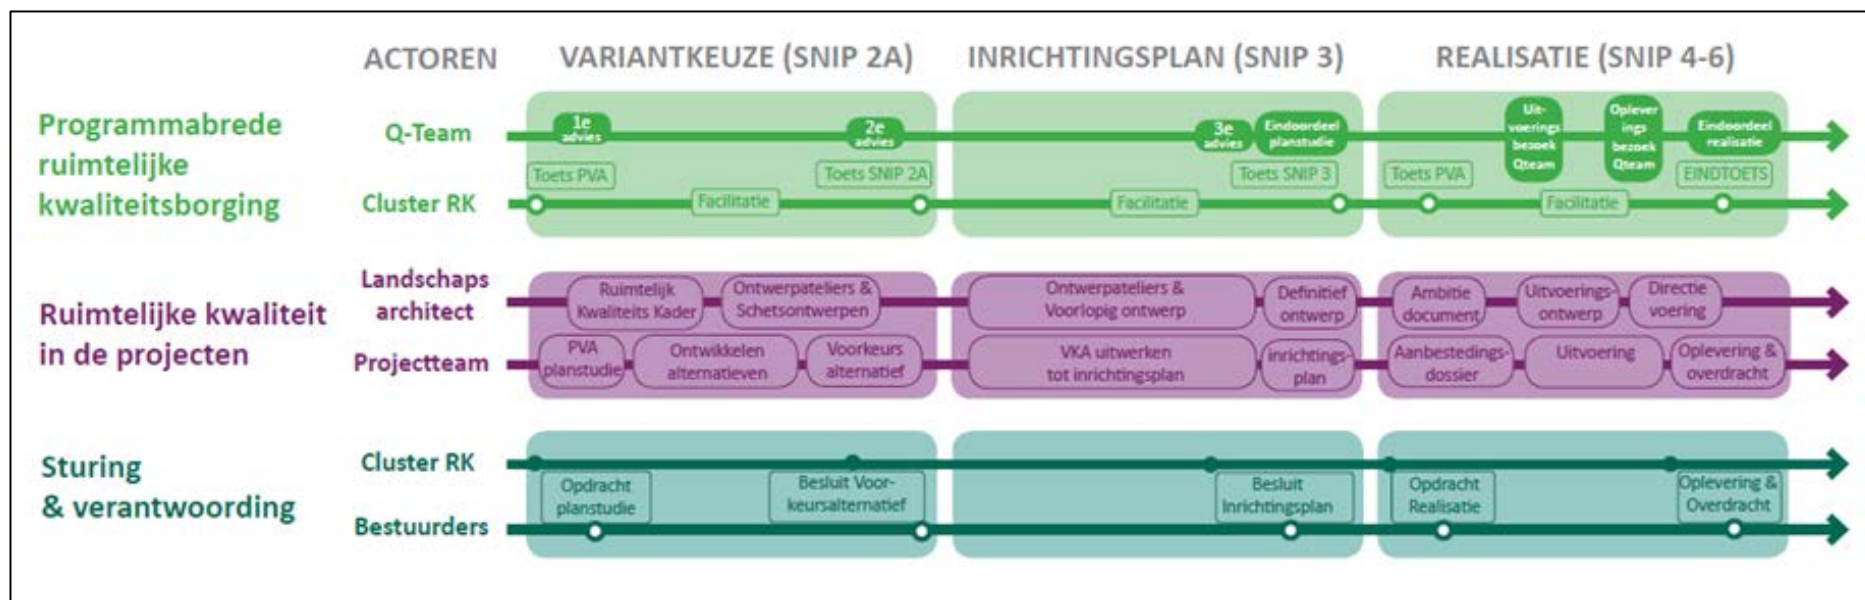 ACTOREN
VARIANTKEUZE (SNIP 2A)
INRICHTINGSPLAN (SNIP 3)
REALISATIE (SNIP 4-6)
Programmabrede
ruimtelijke
kwaliteitsborging
Q-Team
1e
advies
2e
advies
3e
advies
Eindoordeel
planstudie
Uit-
voerings
bezoek
Qteam
Oplever
ings
bezoek
Qteam
Eindoordeel
realisatie
Toets PVA
Toets SNIP 2A
Toets SNIP 3
Toets PVA
EINDTOETS
Cluster RK
Facilitatie
Facilitatie
Facilitatie
Ruimtelijke kwaliteit
in de projecten
Landschaps
architect
Ruimtelijk
Kwaliteits Kader
Ontwerpateliers &
Schetsontwerpen
Ontwerpateliers &
Voorlopig ontwerp
Definitief
ontwerp
Ambitie
document
Uitvoerings-
ontwerp
Directie
voering
Projectteam
PVA
planstudie
Ontwikkelen
alternatieven
Voorkeurs
alternatief
VKA uitwerken
tot inrichtingsplan
inrichtings-
plan
Aanbestedings-
dossier
Uitvoering
Oplevering &
overdracht
Sturing
& verantwoording
Cluster RK
Opdracht
planstudie
Besluit Voor-
keursalternatief
Besluit
Inrichtingsplan
Opdracht
Realisatie
Oplevering &
Overdracht
Bestuurders